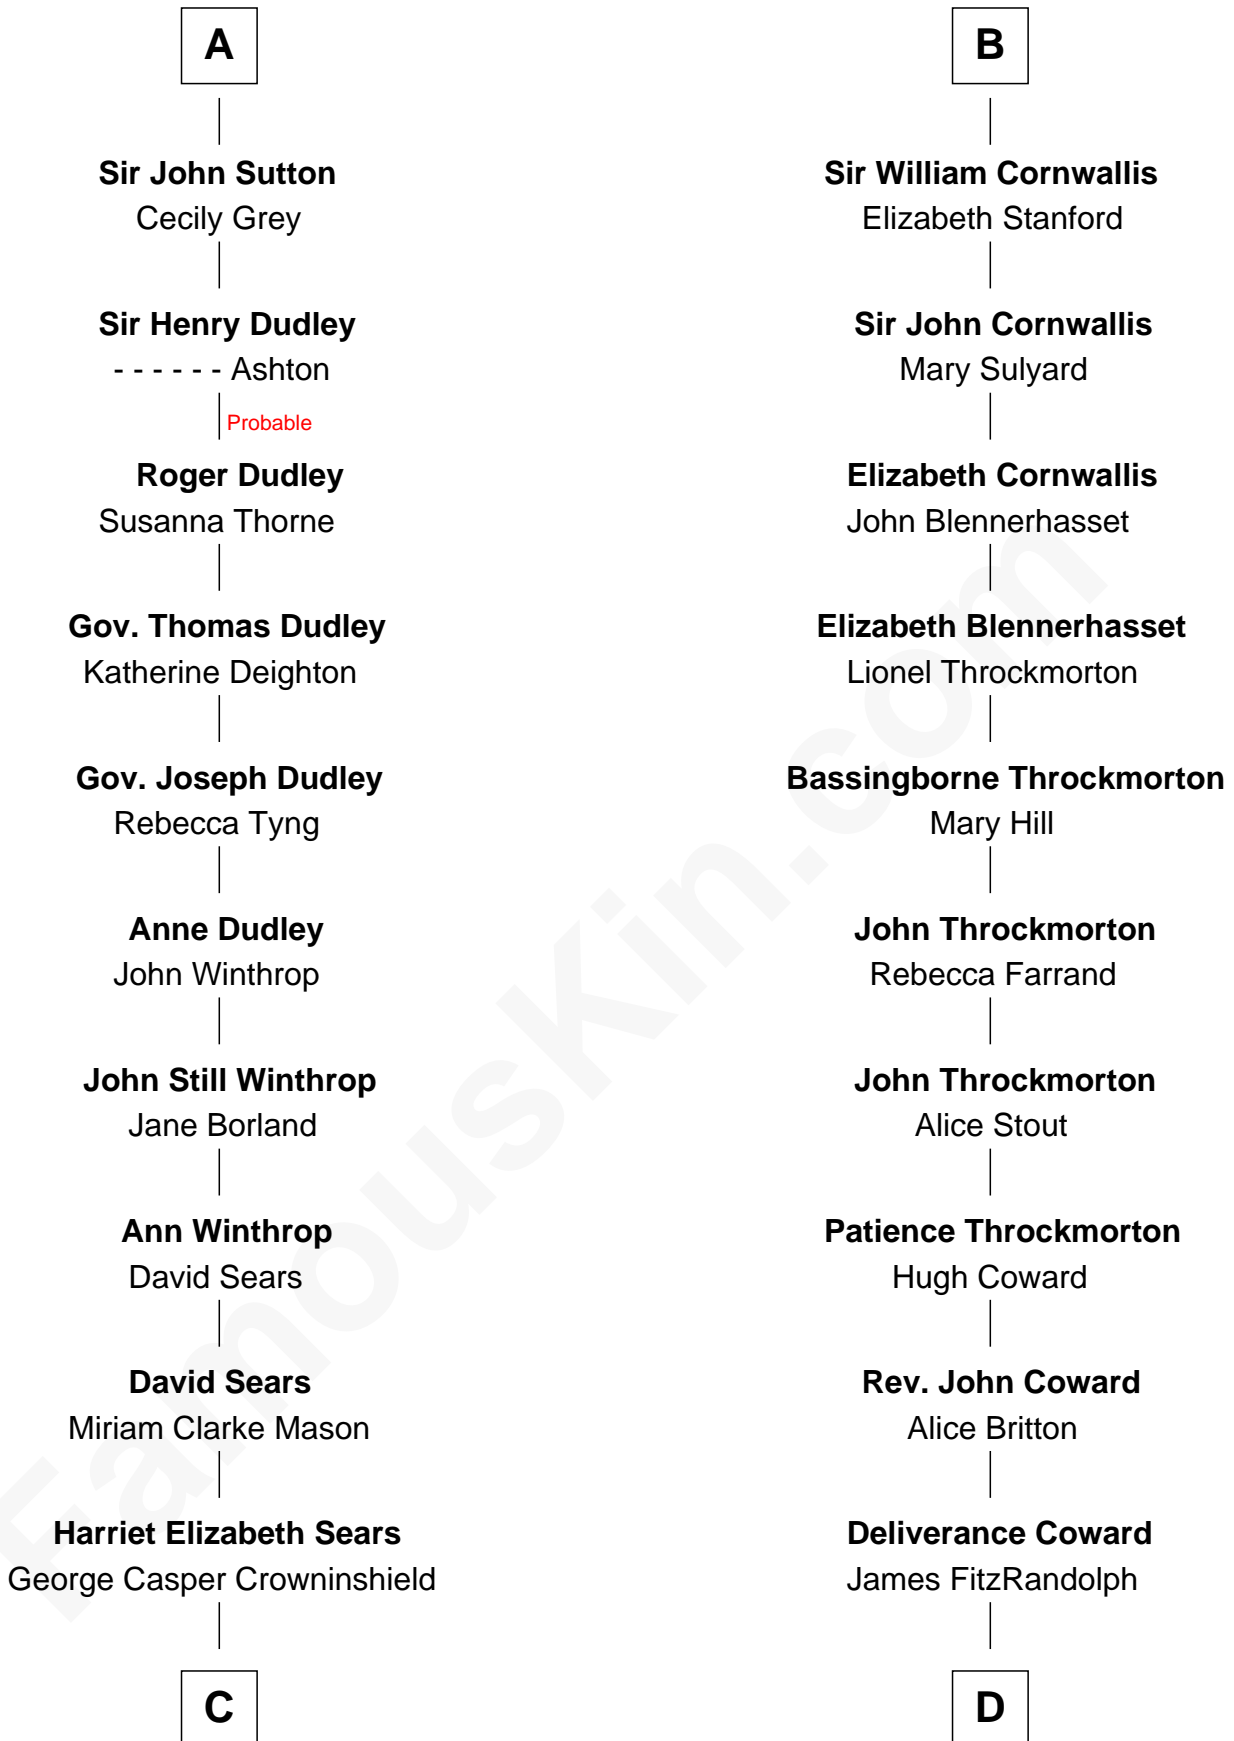 A
Sir John Sutton
Cecily Grey
Sir Henry Dudley
- - - - - - Ashton
Probable
Roger Dudley
Susanna Thorne
Gov. Thomas Dudley
Katherine Deighton
Gov. Joseph Dudley
Rebecca Tyng
Anne Dudley
John Winthrop
John Still Winthrop
Jane Borland
Ann Winthrop
David Sears
David Sears
Miriam Clarke Mason
Harriet Elizabeth Sears
George Casper Crowninshield
C
B
Sir William Cornwallis
Elizabeth Stanford
Sir John Cornwallis
Mary Sulyard
Elizabeth Cornwallis
John Blennerhasset
Elizabeth Blennerhasset
Lionel Throckmorton
Bassingborne Throckmorton
Mary Hill
John Throckmorton
Rebecca Farrand
John Throckmorton
Alice Stout
Patience Throckmorton
Hugh Coward
Rev. John Coward
Alice Britton
Deliverance Coward
James FitzRandolph
D
FamousKin.com